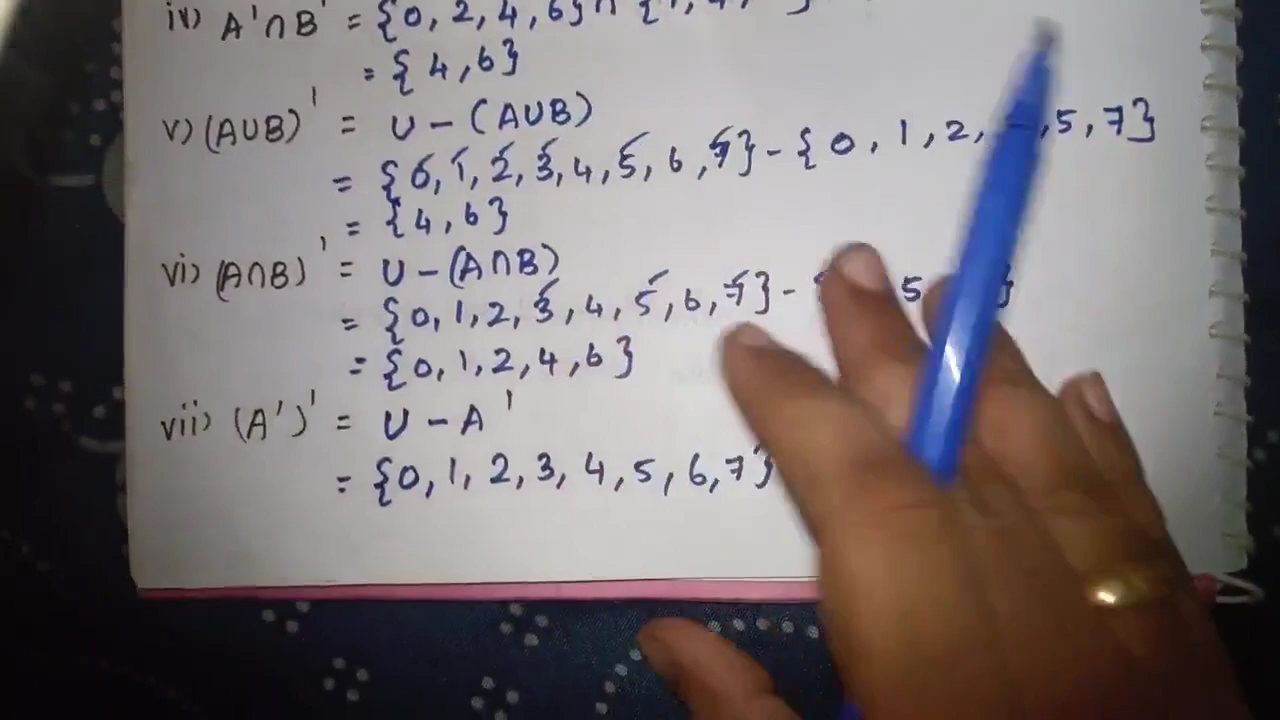 iv) A'∩B' = {0, 2, 4, 6} ∩ {
= {4, 6}
v) (A∪B)' = U - (A∪B)
= {0, 1, 2, 3, 4, 5, 6, 7} - {0, 1, 2, , 5, 7}
= {4, 6}
vi) (A∩B)' = U - (A∩B)
= {0, 1, 2, 3, 4, 5, 6, 7} - { 5 }
= {0, 1, 2, 4, 6}
vii) (A')' = U - A'
= {0, 1, 2, 3, 4, 5, 6, 7}